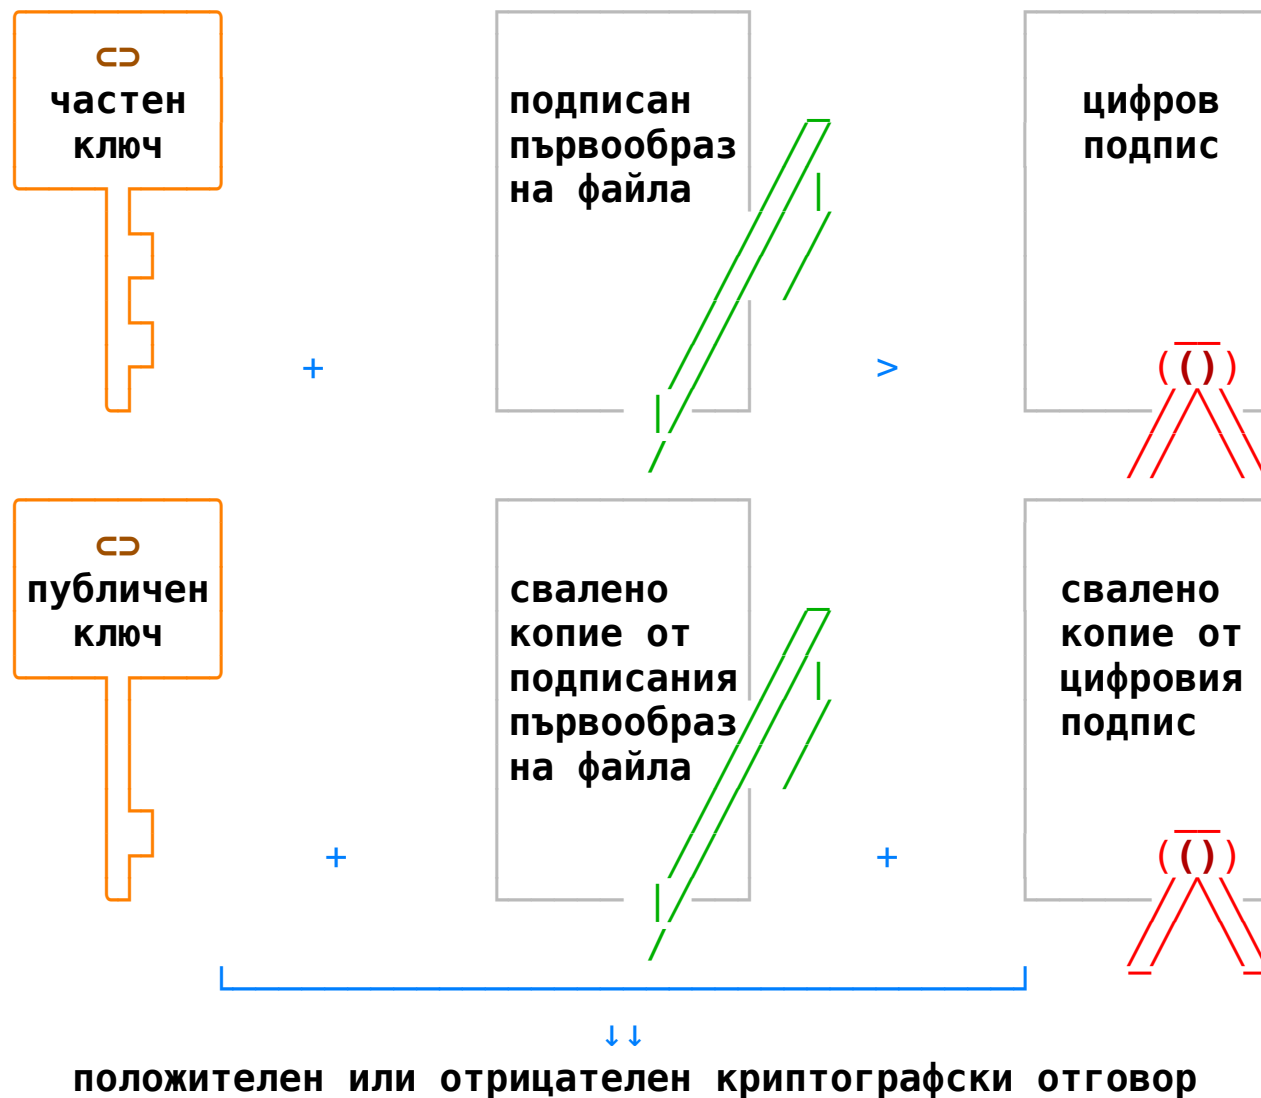 частен
ключ
+
подписан
първообраз
на файла
>
цифров
подпис
публичен
ключ
+
свалено
копие от
подписания
първообраз
на файла
+
свалено
копие от
цифровия
подпис
↓↓
положителен или отрицателен криптографски отговор